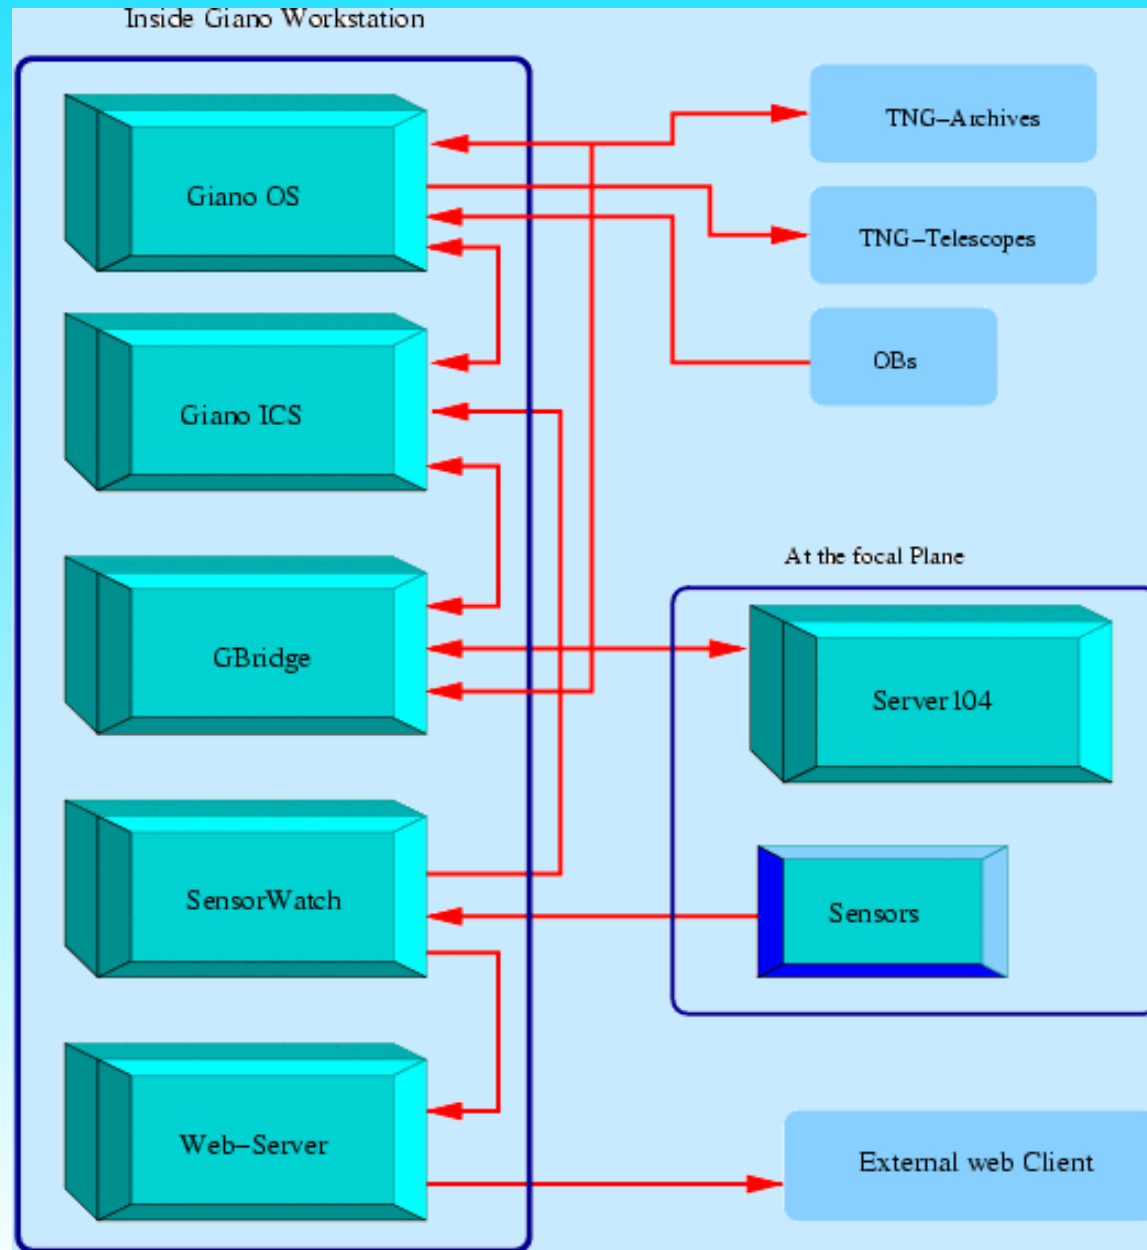 Inside Giano Workstation
TNG–Archives
Giano OS
TNG–Telescopes
OBs
Giano ICS
At the focal Plane
GBridge
Server104
SensorWatch
Sensors
Web–Server
External web Client